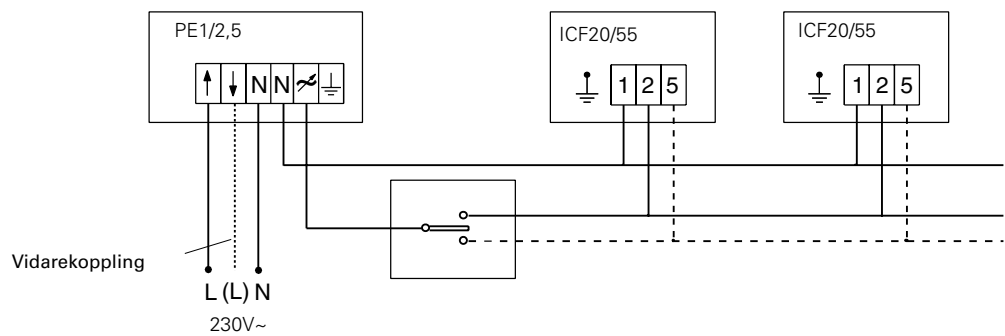 PE1/2,5
ICF20/55
ICF20/55
N N
1 2 5
1 2 5
Vidarekoppling
L (L) N
230V~